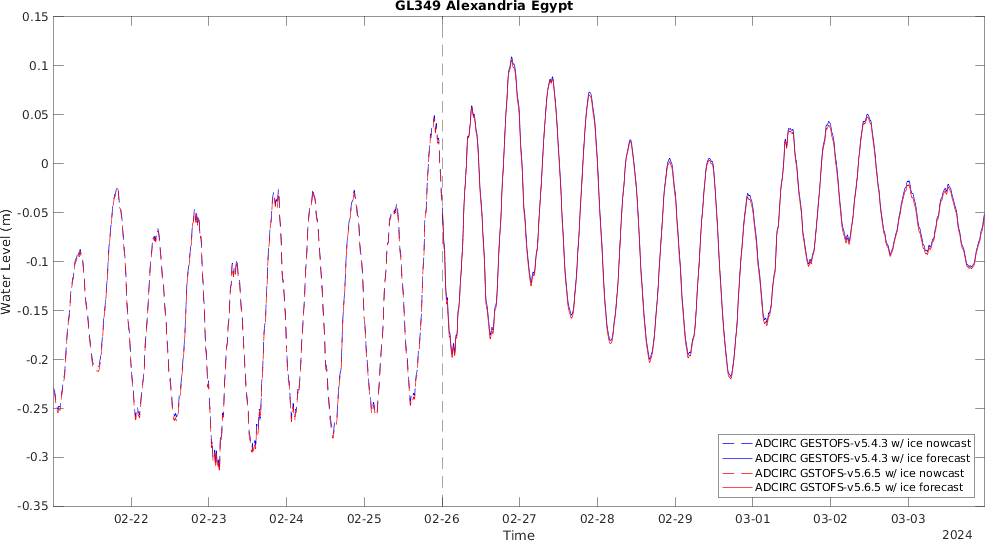 GL349 Alexandria Egypt
0.15
0.1
0.05
0
-0.05
-0.1
-0.15
-0.2
-0.25
-0.3
-0.35
Water Level (m)
ADCIRC GESTOFS-v5.4.3 w/ ice nowcast
ADCIRC GESTOFS-v5.4.3 w/ ice forecast
ADCIRC GSTOFS-v5.6.5 w/ ice nowcast
ADCIRC GSTOFS-v5.6.5 w/ ice forecast
02-22 02-23 02-24 02-25 02-26 02-27 02-28 02-29 03-01 03-02 03-03
Time
2024